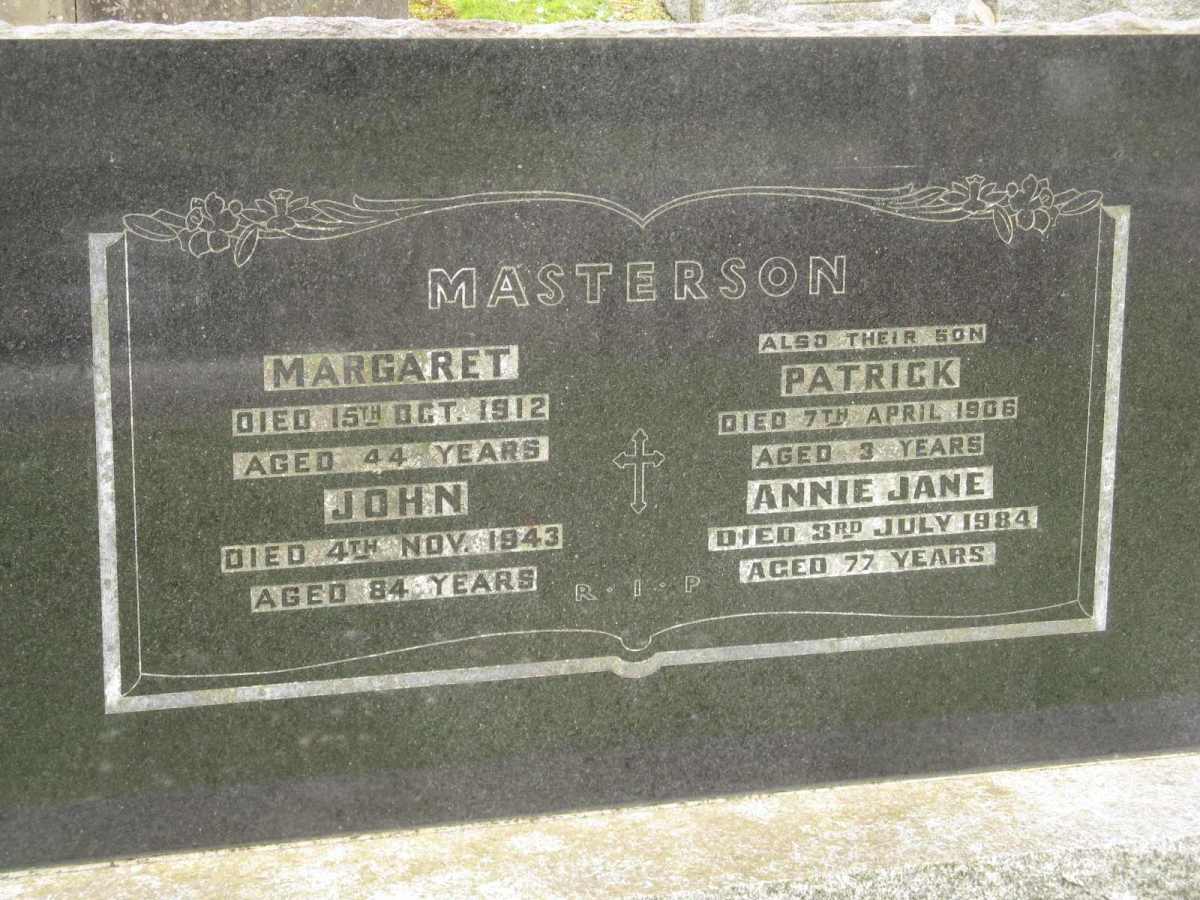 MASTERSON
MARGARET
DIED 15TH OCT. 1912
AGED 44 YEARS
JOHN
DIED 4TH NOV. 1943
AGED 84 YEARS
ALSO THEIR SON
PATRICK
DIED 7TH APRIL 1906
AGED 3 YEARS
ANNIE JANE
DIED 3RD JULY 1984
AGED 77 YEARS
R · I · P